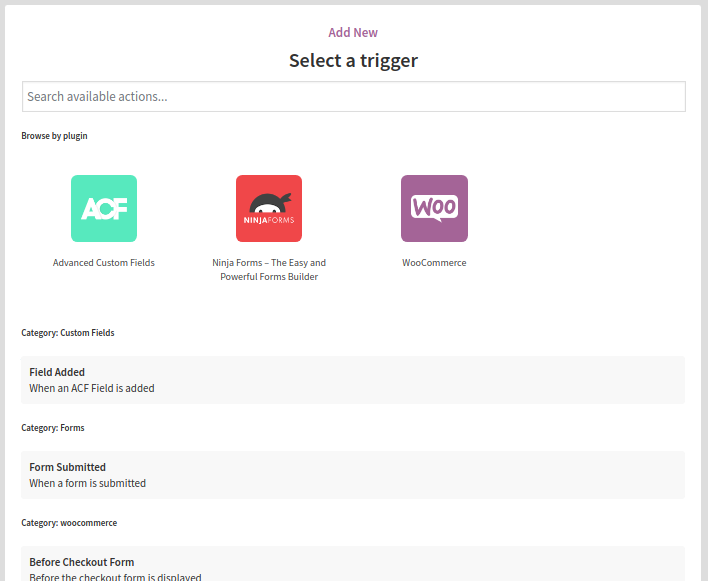 Add New
Select a trigger
Search available actions...
Browse by plugin
ACF
NINJAFORMS
WOO
Advanced Custom Fields
Ninja Forms – The Easy and
Powerful Forms Builder
WooCommerce
Category: Custom Fields
Field Added
When an ACF Field is added
Category: Forms
Form Submitted
When a form is submitted
Category: woocommerce
Before Checkout Form
Before the checkout form is displayed